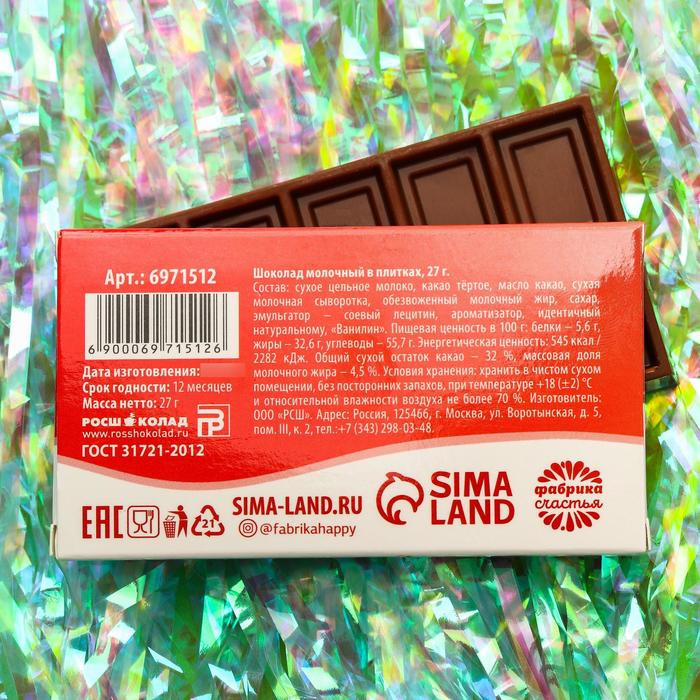 Арт.: 6971512
6 900069 715126
Дата изготовления:
Срок годности: 12 месяцев
Масса нетто: 27 г
РОСШОКОЛАД
www.rosshokolad.ru
ГОСТ 31721-2012
Шоколад молочный в плитках, 27 г.
Состав: сухое цельное молоко, какао тёртое, масло какао, сухая
молочная сыворотка, обезвоженный молочный жир, сахар,
эмульгатор – соевый лецитин, ароматизатор, идентичный
натуральному, «Ванилин». Пищевая ценность в 100 г: белки – 5,6 г,
жиры – 32,6 г, углеводы – 55,7 г. Энергетическая ценность: 545 ккал /
2282 кДж. Общий сухой остаток какао – 32 %, массовая доля
молочного жира – 4,5 %. Условия хранения: хранить в чистом сухом
помещении, без посторонних запахов, при температуре +18 (±2) °С
и относительной влажности воздуха не более 70 %. Изготовитель:
ООО «РСШ». Адрес: Россия, 125466, г. Москва, ул. Воротынская, д. 5,
пом. III, к. 2, тел.:+7 (343) 298-03-48.
EAC
21
SIMA-LAND.RU
@fabrikahappy
SIMA
LAND
фабрика
счастья